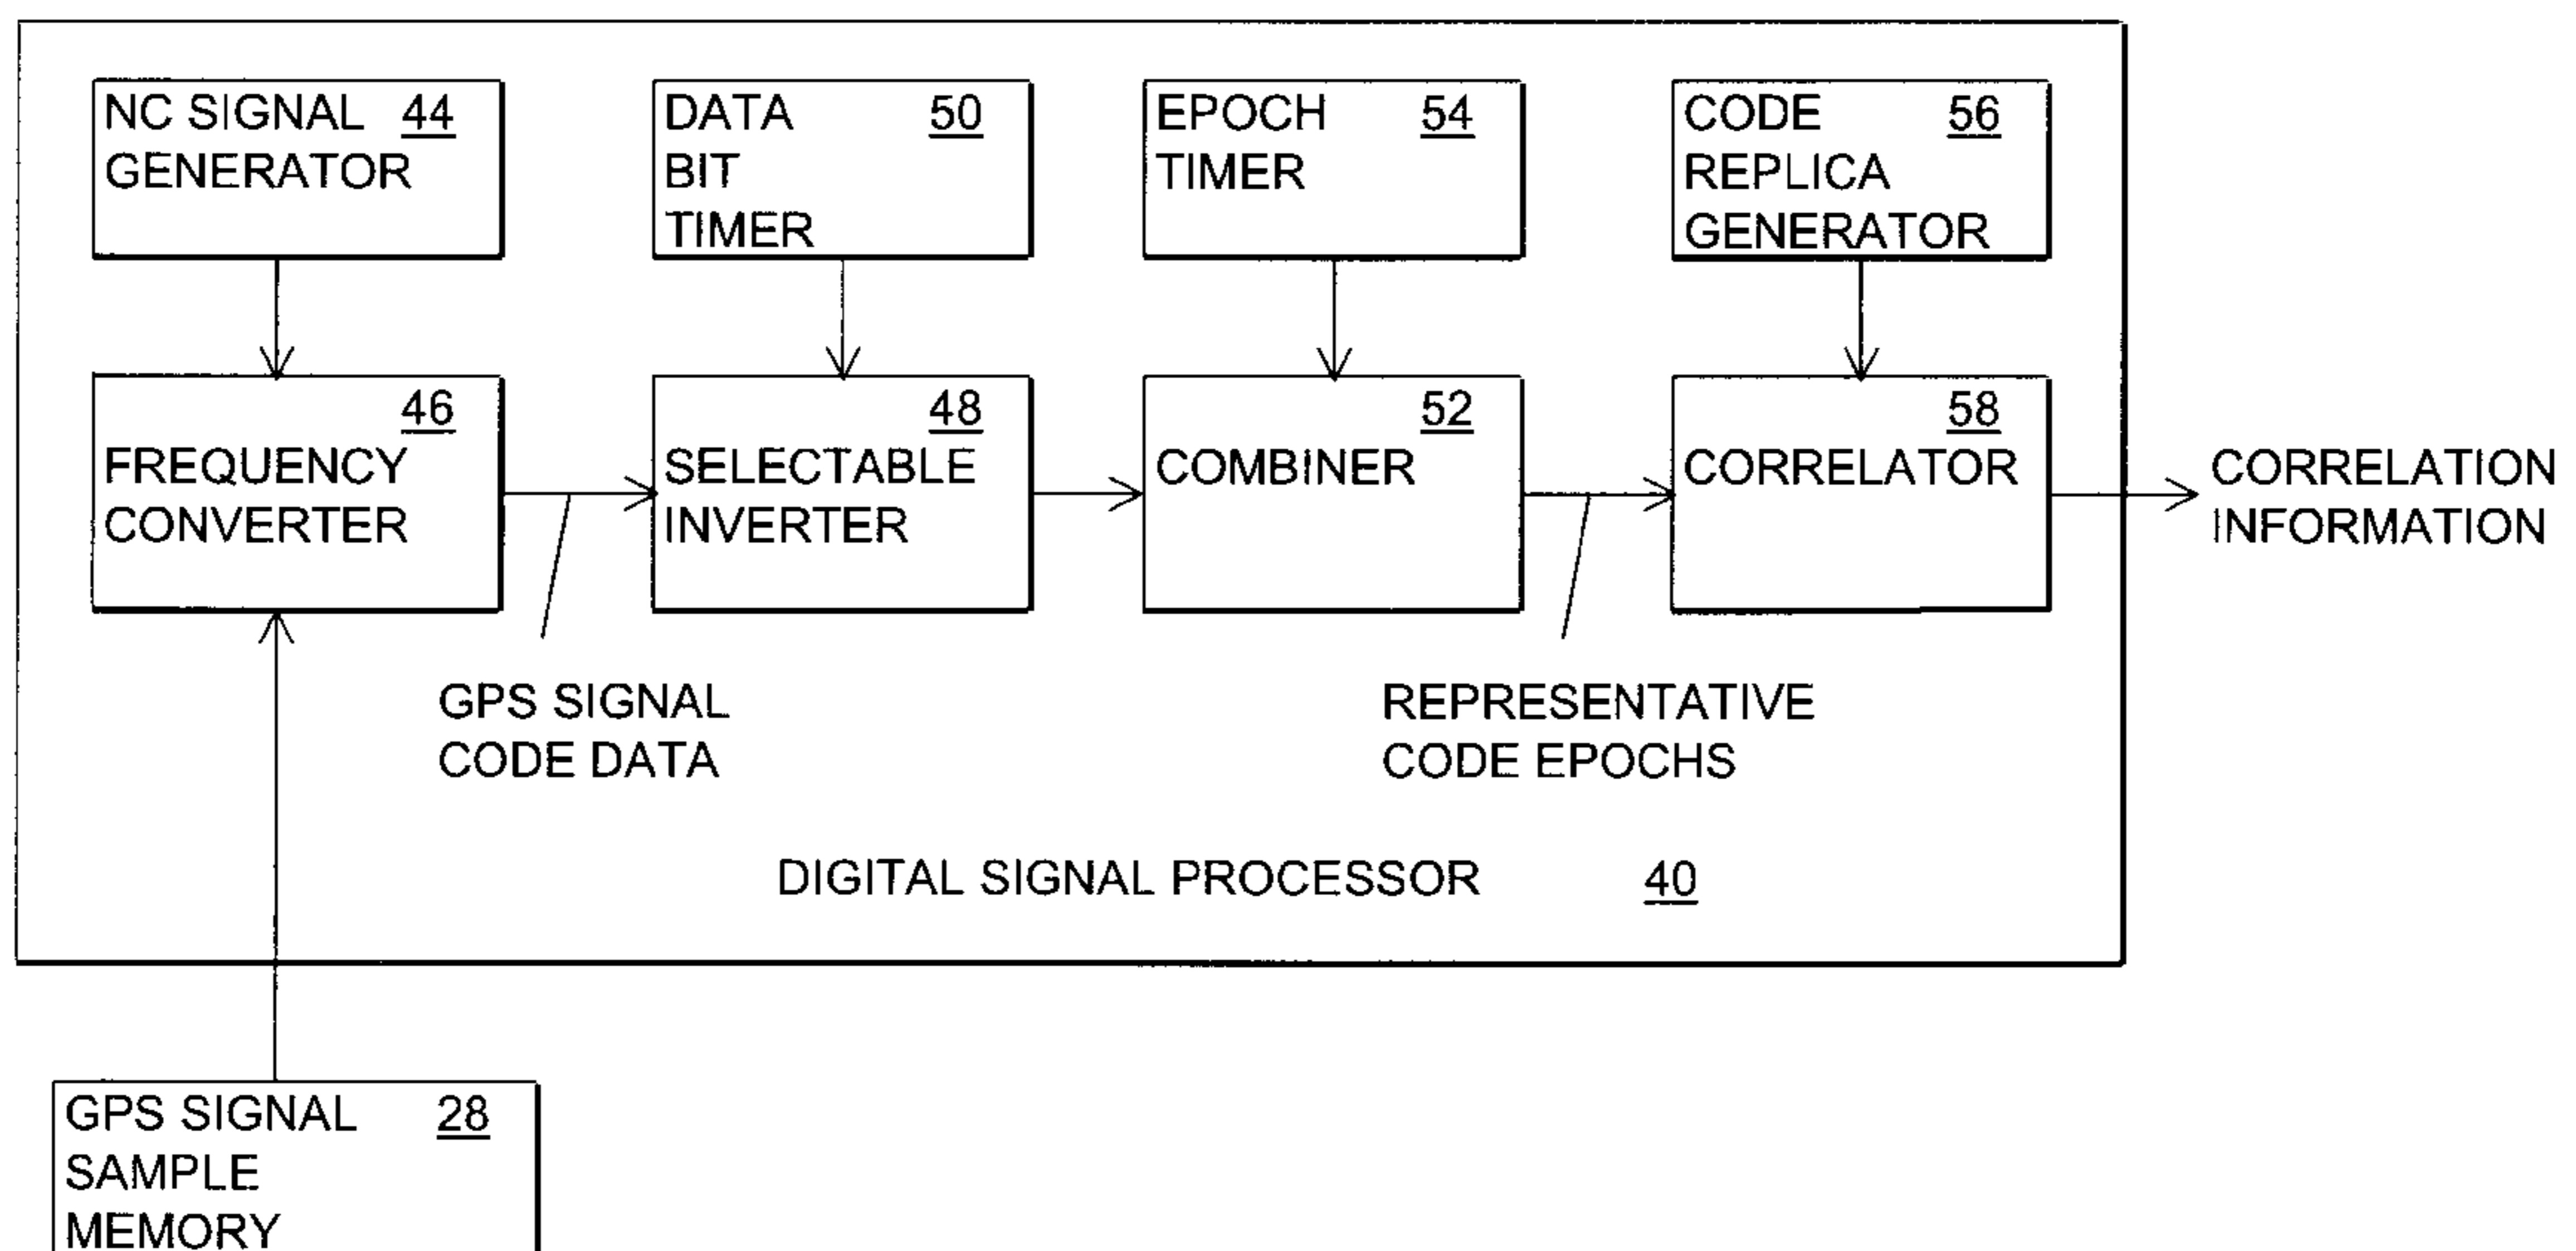 NC SIGNAL 44
GENERATOR
DATA 50
BIT
TIMER
EPOCH 54
TIMER
CODE 56
REPLICA
GENERATOR
46
FREQUENCY
CONVERTER
48
SELECTABLE
INVERTER
52
COMBINER
58
CORRELATOR
CORRELATION
INFORMATION
GPS SIGNAL
CODE DATA
REPRESENTATIVE
CODE EPOCHS
DIGITAL SIGNAL PROCESSOR 40
GPS SIGNAL 28
SAMPLE
MEMORY